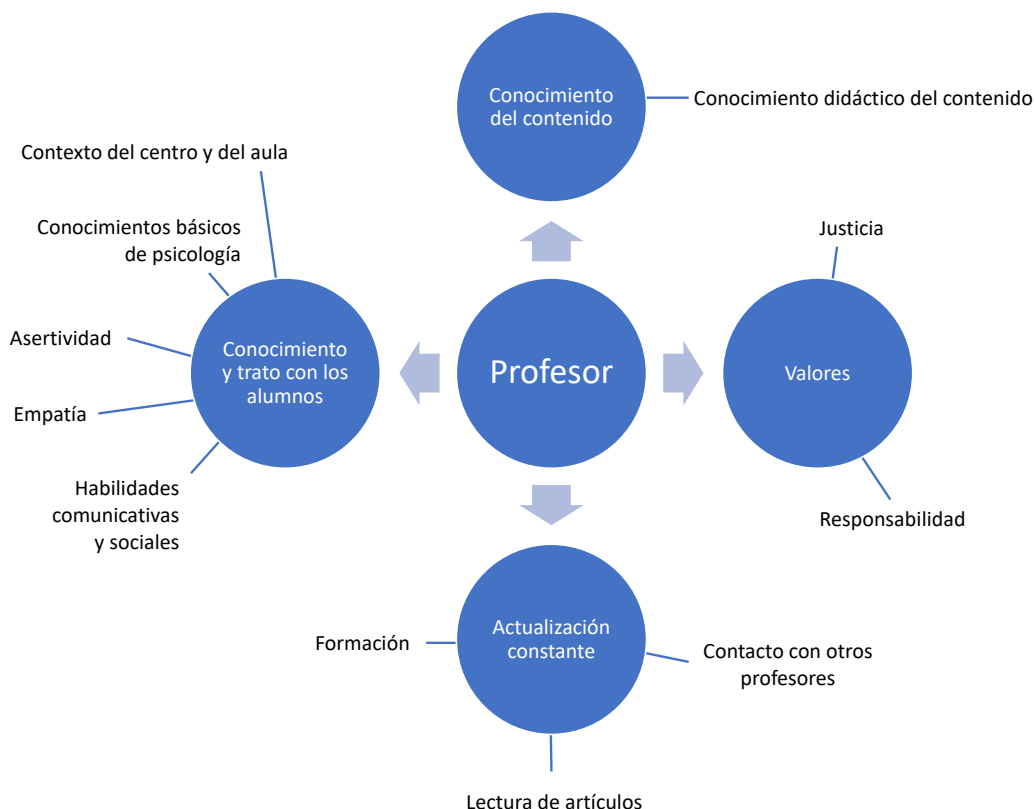 Conocimiento
del contenido
Conocimiento didáctico del contenido
Contexto del centro y del aula
Conocimientos básicos
de psicología
Justicia
Asertividad
Conocimiento
y trato con los
alumnos
Profesor
Valores
Empatía
Habilidades
comunicativas
y sociales
Responsabilidad
Formación
Actualización
constante
Contacto con otros
profesores
Lectura de artículos